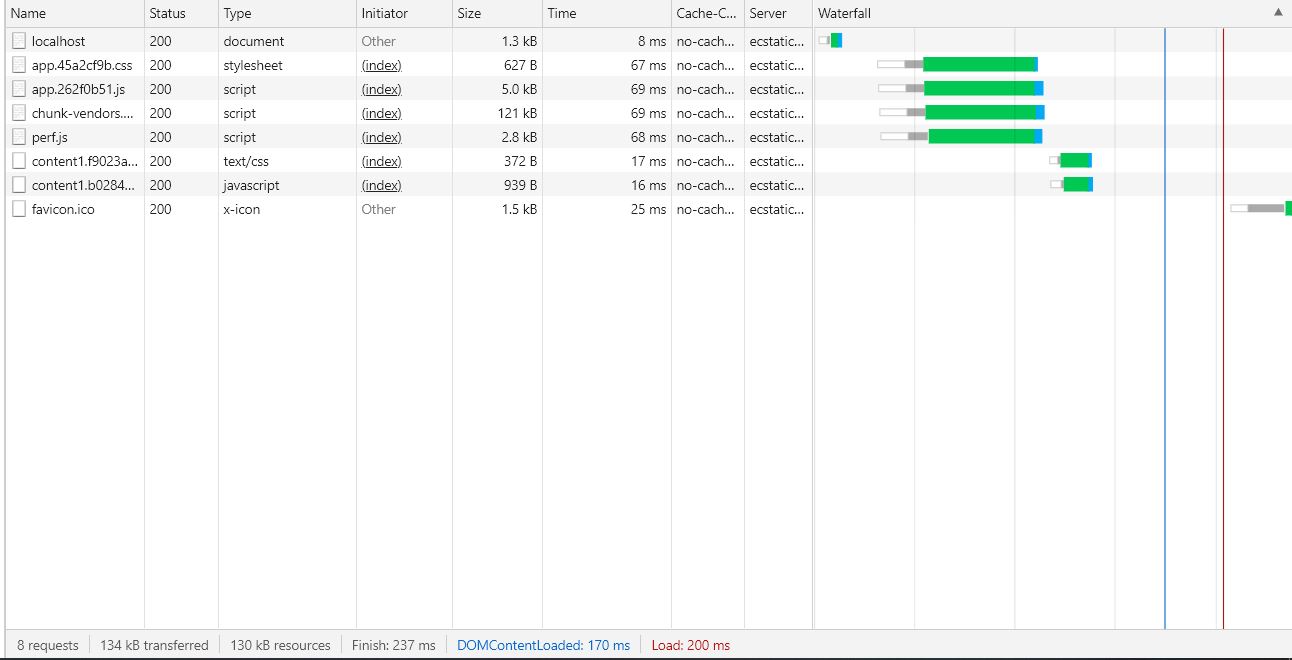 Name Status Type Initiator Size Time Cache-C... Server Waterfall
localhost 200 document Other 1.3 kB 8 ms no-cach... ecstatic...
app.45a2cf9b.css 200 stylesheet (index) 627 B 67 ms no-cach... ecstatic...
app.262f0b51.js 200 script (index) 5.0 kB 69 ms no-cach... ecstatic...
chunk-vendors.... 200 script (index) 121 kB 69 ms no-cach... ecstatic...
perf.js 200 script (index) 2.8 kB 68 ms no-cach... ecstatic...
content1.f9023a... 200 text/css (index) 372 B 17 ms no-cach... ecstatic...
content1.b0284... 200 javascript (index) 939 B 16 ms no-cach... ecstatic...
favicon.ico 200 x-icon Other 1.5 kB 25 ms no-cach... ecstatic...
8 requests 134 kB transferred 130 kB resources Finish: 237 ms DOMContentLoaded: 170 ms Load: 200 ms